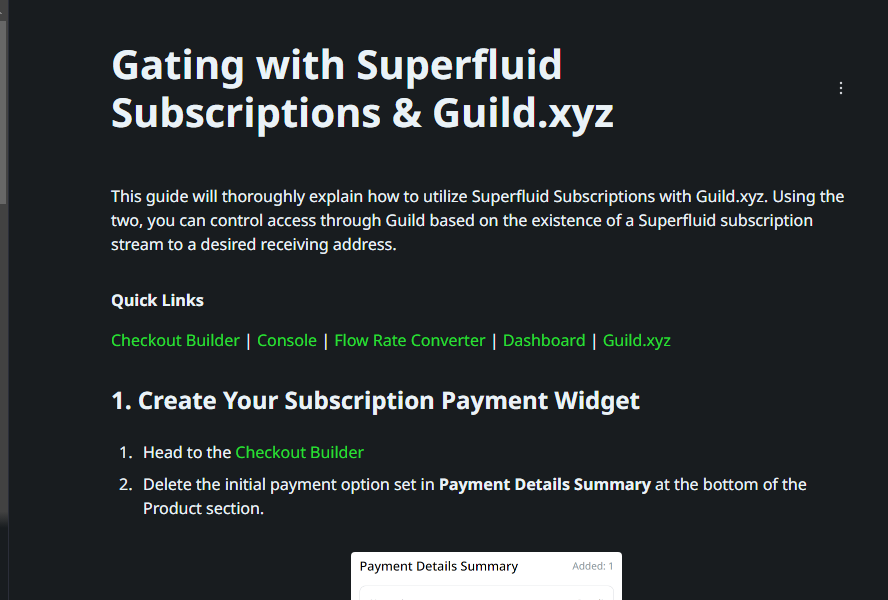 Gating with Superfluid
Subscriptions & Guild.xyz
This guide will thoroughly explain how to utilize Superfluid Subscriptions with Guild.xyz. Using the
two, you can control access through Guild based on the existence of a Superfluid subscription
stream to a desired receiving address.
Quick Links
Checkout Builder | Console | Flow Rate Converter | Dashboard | Guild.xyz
1. Create Your Subscription Payment Widget
1. Head to the Checkout Builder
2. Delete the initial payment option set in Payment Details Summary at the bottom of the
Product section.
Payment Details Summary Added: 1